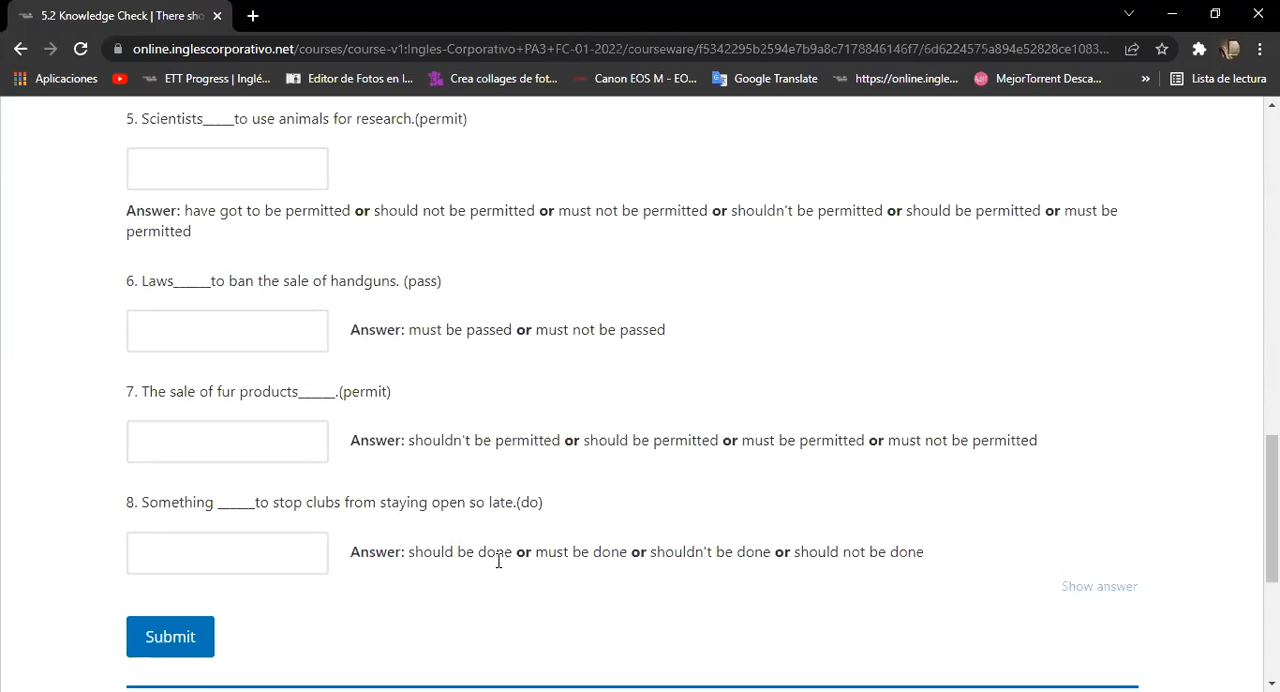 5.2 Knowledge Check | There sho
online.inglescorporativo.net/courses/course-v1:Ingles-Corporativo+PA3+FC-01-2022/courseware/f5342295b2594e7b9a8c7178846146f7/6d6224575a894e52828ce1083...
Aplicaciones ETT Progress | Inglé... Editor de Fotos en l... Crea collages de fot... Canon EOS M - EO... Google Translate https://online.ingle... MejorTorrent Desca... » Lista de lectura
5. Scientists_____to use animals for research.(permit)
Answer: have got to be permitted or should not be permitted or must not be permitted or shouldn't be permitted or should be permitted or must be
permitted
6. Laws______to ban the sale of handguns. (pass)
Answer: must be passed or must not be passed
7. The sale of fur products______.(permit)
Answer: shouldn't be permitted or should be permitted or must be permitted or must not be permitted
8. Something ______to stop clubs from staying open so late.(do)
Answer: should be done or must be done or shouldn't be done or should not be done
Show answer
Submit